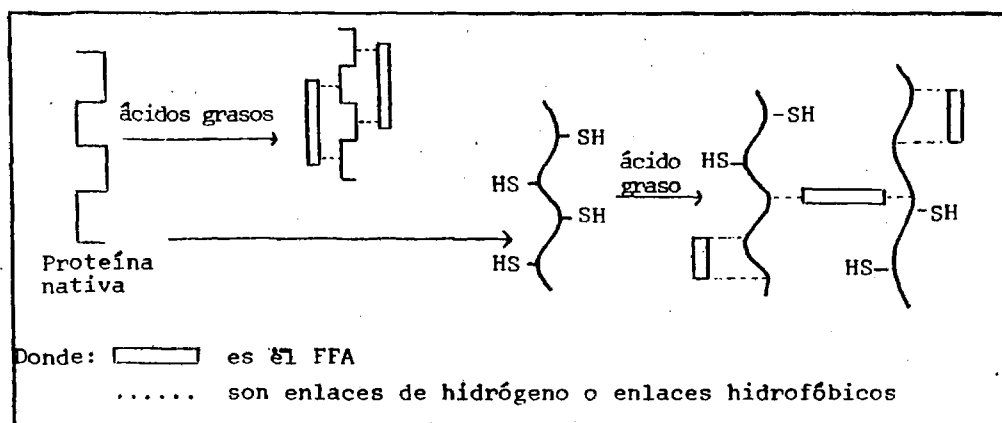 ácidos grasos
Proteína
nativa
SH
HS
SH
HS
ácido
graso
-SH
HS
SH
HS
Donde: es él FFA
...... son enlaces de hidrógeno o enlaces hidrofóbicos